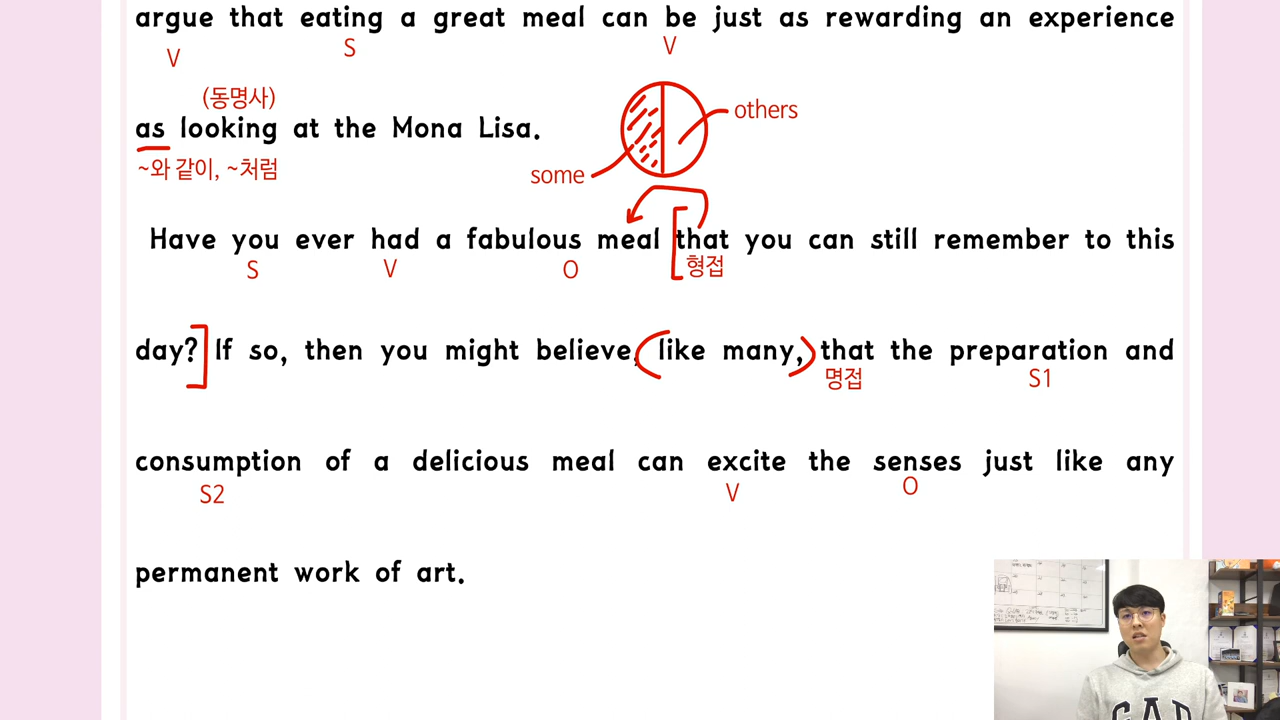 argue that eating a great meal can be just as rewarding an experience
V S V
(동명사)
as looking at the Mona Lisa.
others
~와 같이, ~처럼
some
Have you ever had a fabulous meal that you can still remember to this
S V O 형접
day? If so, then you might believe, like many, that the preparation and
명접 S1
consumption of a delicious meal can excite the senses just like any
S2 V O
permanent work of art.
GAP